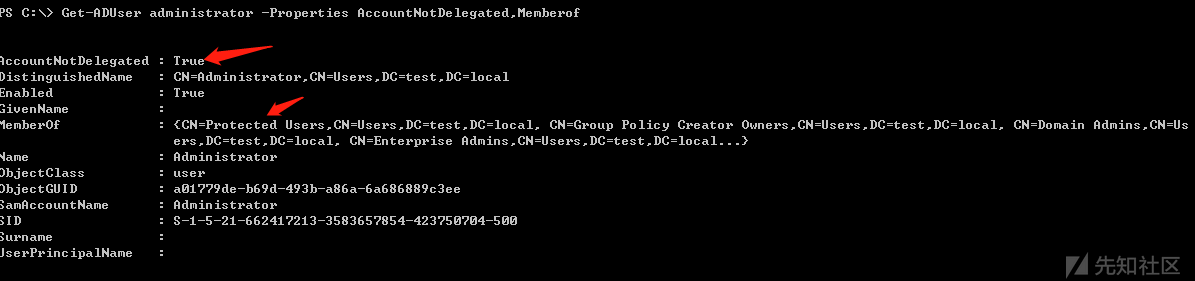 PS C:\> Get-ADUser administrator -Properties AccountNotDelegated,Memberof
AccountNotDelegated : True
DistinguishedName : CN=Administrator,CN=Users,DC=test,DC=local
Enabled : True
GivenName :
MemberOf : {CN=Protected Users,CN=Users,DC=test,DC=local, CN=Group Policy Creator Owners,CN=Users,DC=test,DC=local, CN=Domain Admins,CN=Us
ers,DC=test,DC=local, CN=Enterprise Admins,CN=Users,DC=test,DC=local...}
Name : Administrator
ObjectClass : user
ObjectGUID : a01779de-b69d-493b-a86a-6a686889c3ee
SamAccountName : Administrator
SID : S-1-5-21-662417213-3583657854-423750704-500
Surname :
UserPrincipalName :
先知社区